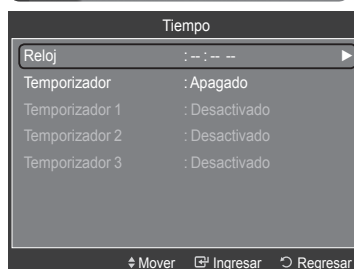 Tiempo
Reloj : -- : -- --
Temporizador : Apagado
Temporizador 1 : Desactivado
Temporizador 2 : Desactivado
Temporizador 3 : Desactivado
Mover Ingresar Regresar